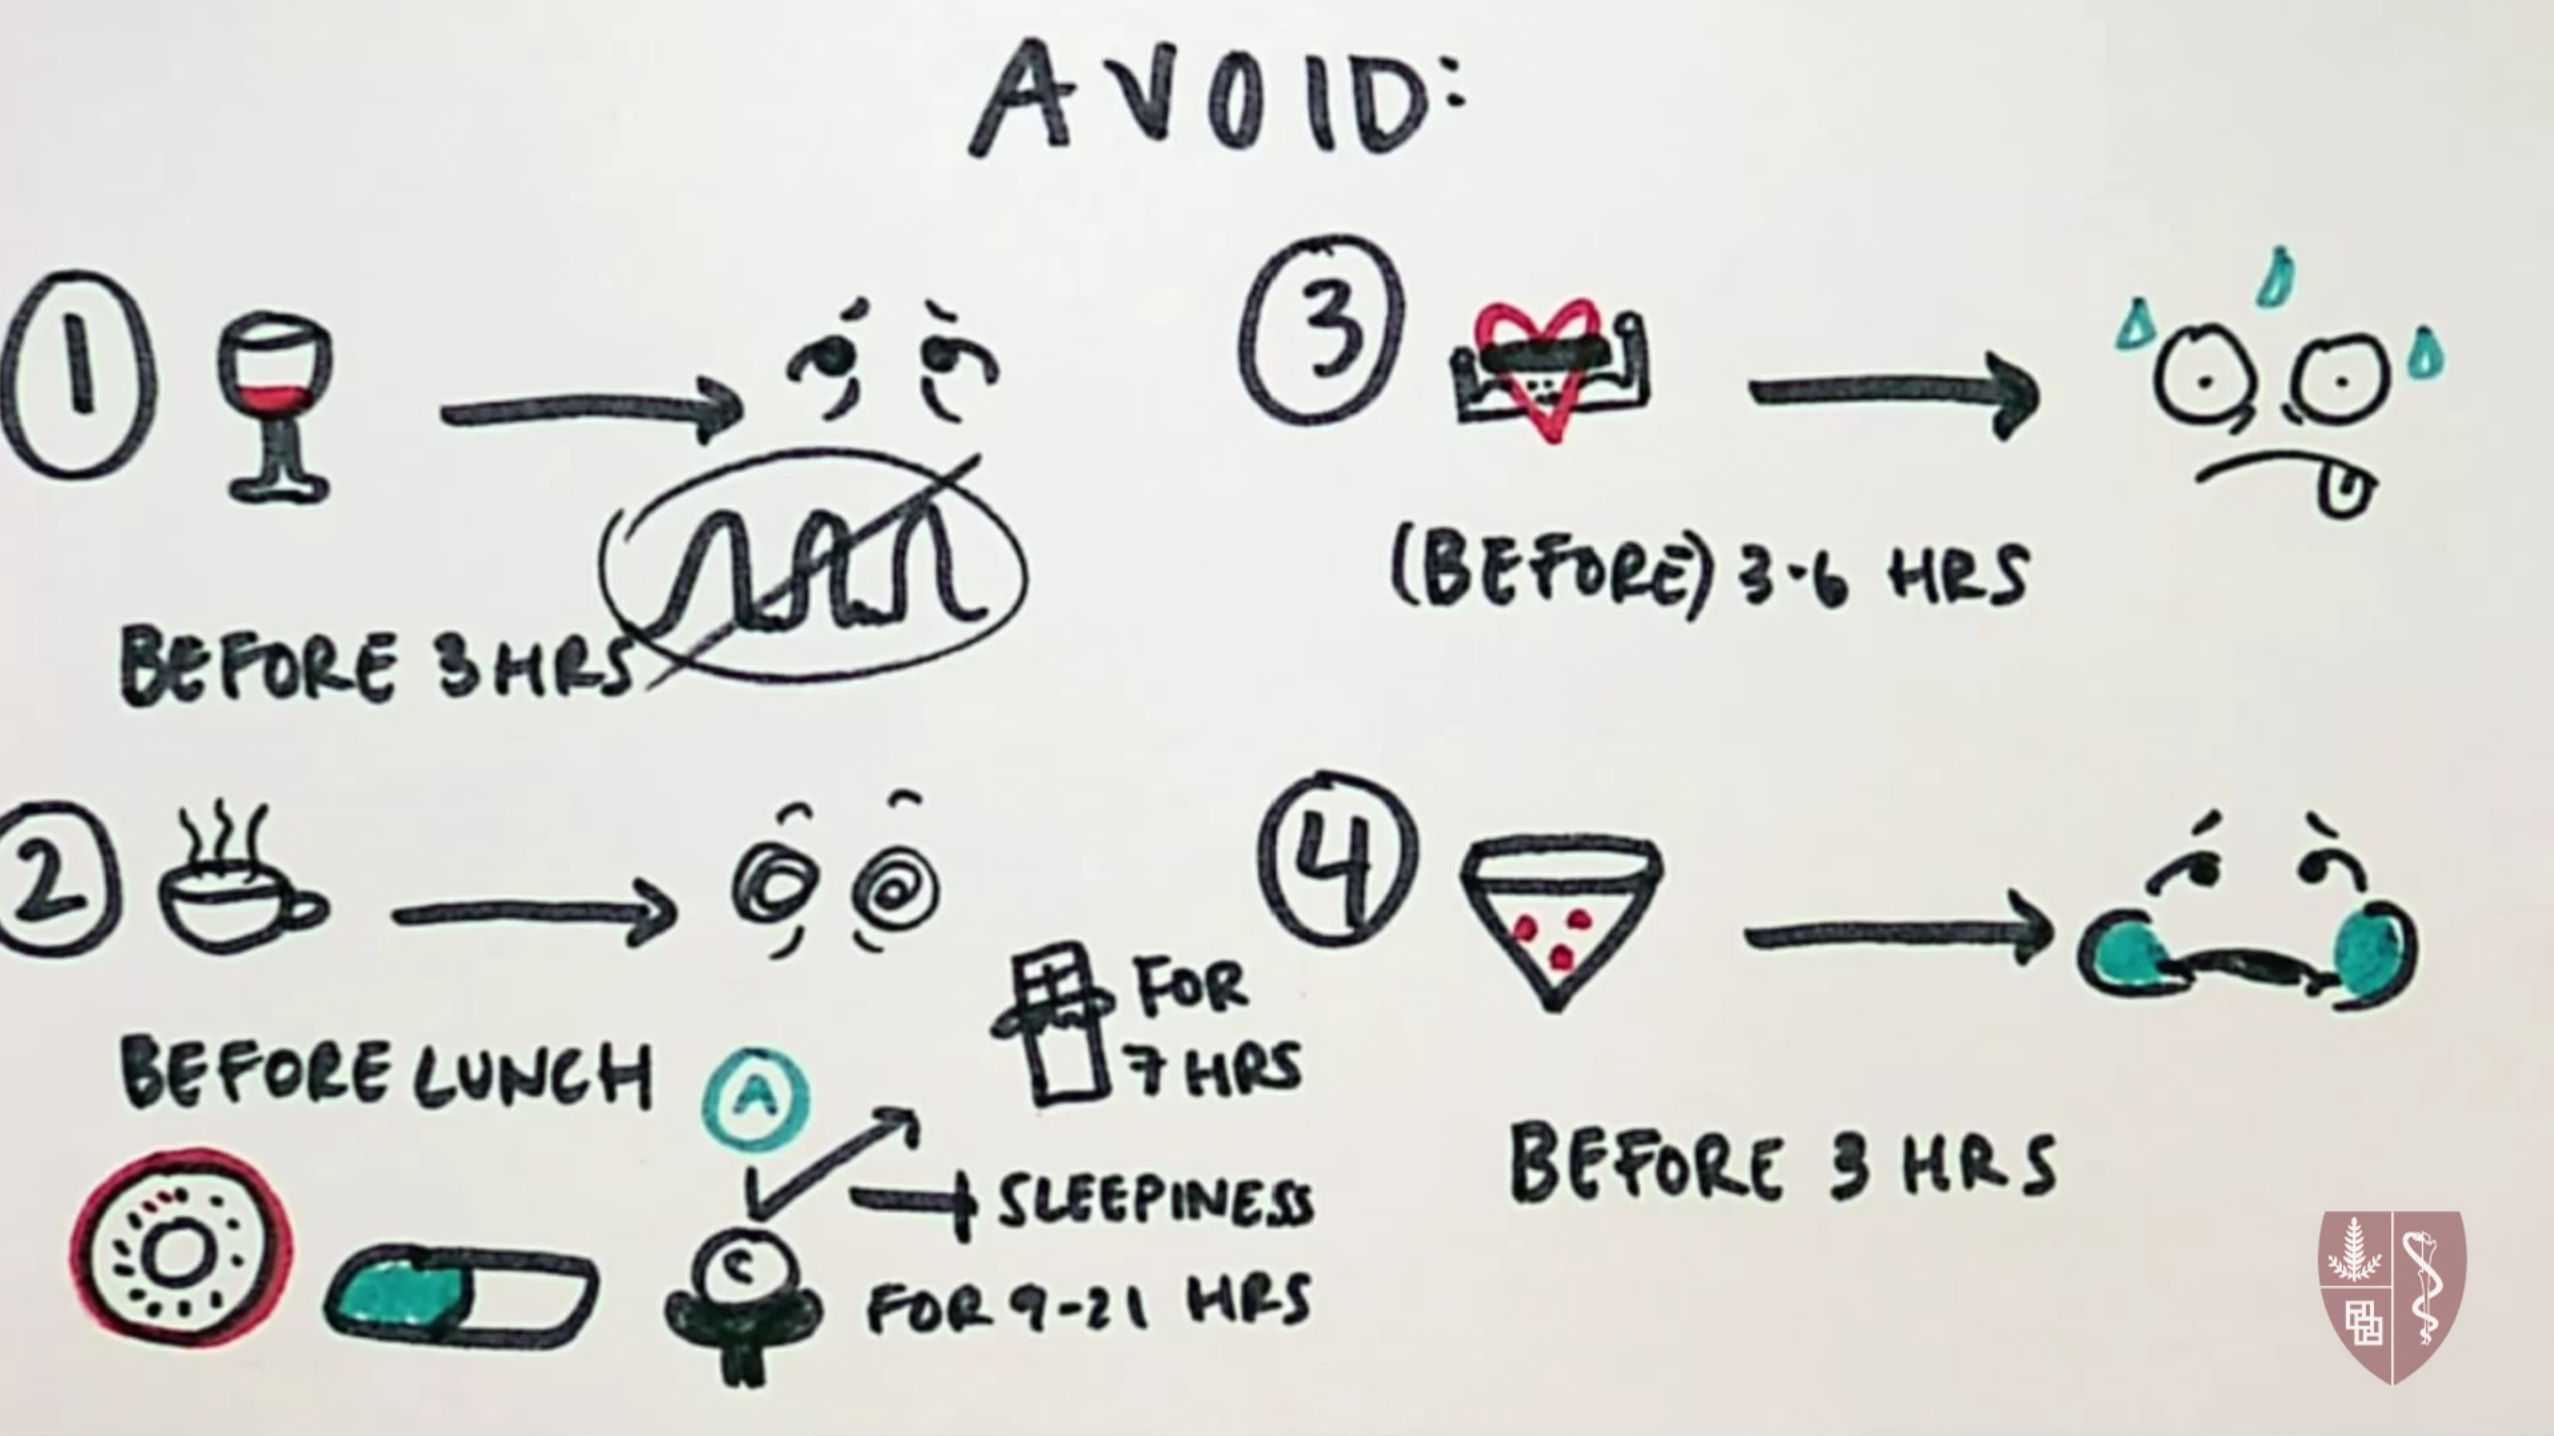 AVOID:
1
BEFORE 3 HRS
2
BEFORE LUNCH
A
FOR
7 HRS
SLEEPINESS
C
FOR 9-21 HRS
3
(BEFORE) 3-6 HRS
4
BEFORE 3 HRS